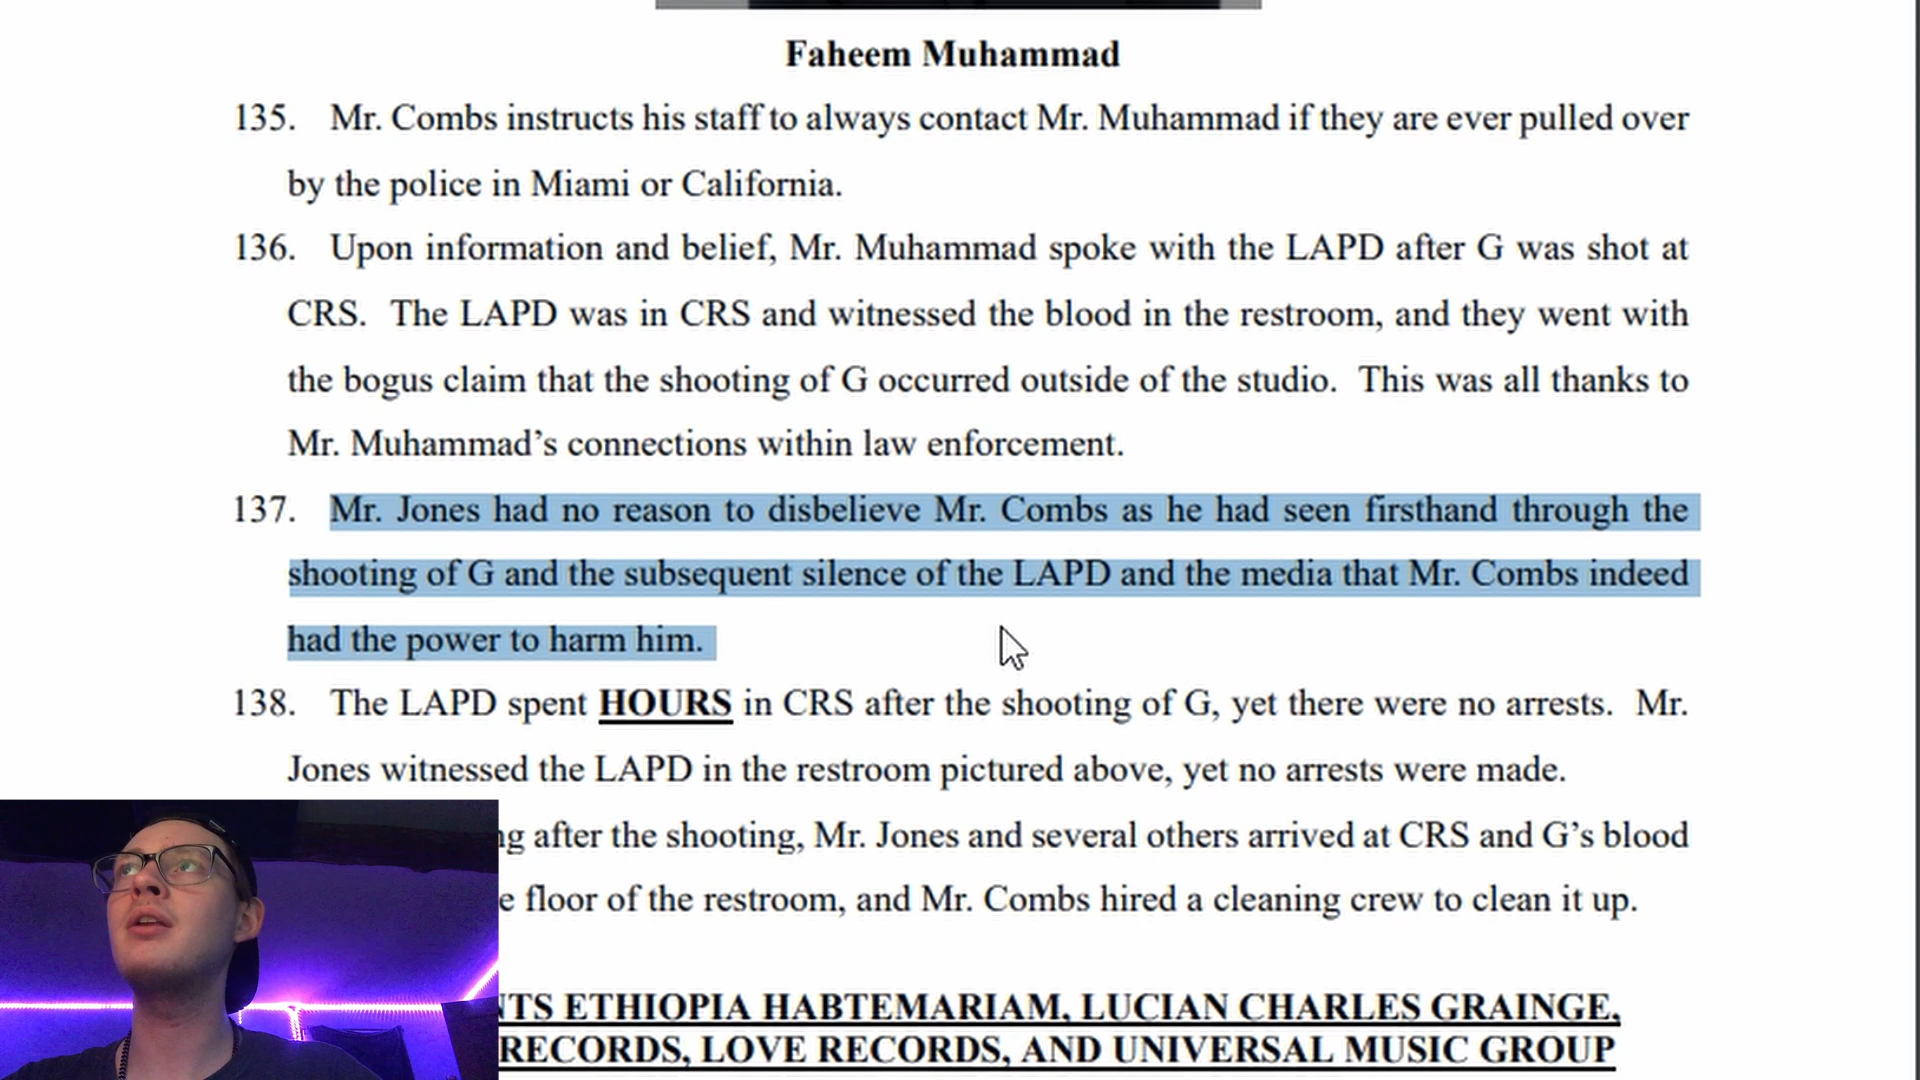 Faheem Muhammad
135. Mr. Combs instructs his staff to always contact Mr. Muhammad if they are ever pulled over
by the police in Miami or California.
136. Upon information and belief, Mr. Muhammad spoke with the LAPD after G was shot at
CRS. The LAPD was in CRS and witnessed the blood in the restroom, and they went with
the bogus claim that the shooting of G occurred outside of the studio. This was all thanks to
Mr. Muhammad’s connections within law enforcement.
137. Mr. Jones had no reason to disbelieve Mr. Combs as he had seen firsthand through the
shooting of G and the subsequent silence of the LAPD and the media that Mr. Combs indeed
had the power to harm him.
138. The LAPD spent HOURS in CRS after the shooting of G, yet there were no arrests. Mr.
Jones witnessed the LAPD in the restroom pictured above, yet no arrests were made.
after the shooting, Mr. Jones and several others arrived at CRS and G’s blood
floor of the restroom, and Mr. Combs hired a cleaning crew to clean it up.
ETHIOPIA HABTEMARIAM, LUCIAN CHARLES GRAINGE,
RECORDS, LOVE RECORDS, AND UNIVERSAL MUSIC GROUP